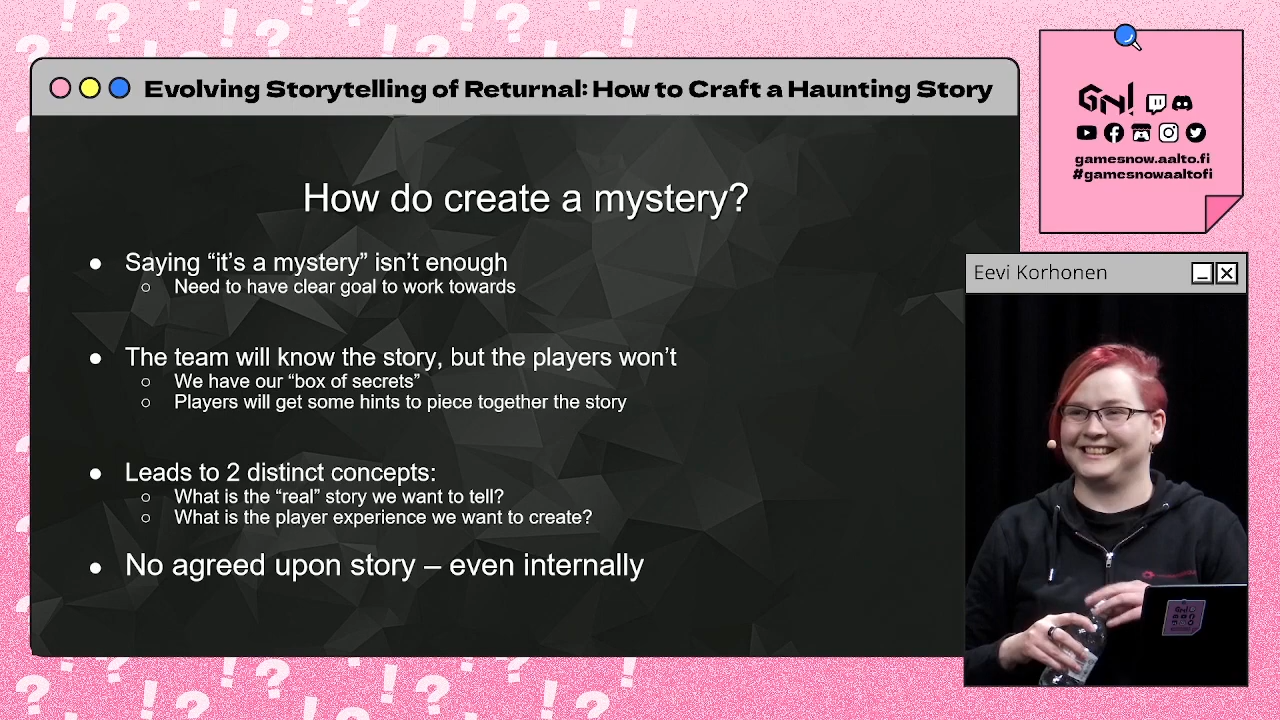 Evolving Storytelling of Returnal: How to Craft a Haunting Story
GN!
gamesnow.aalto.fi
#gamesnowaaltofi
How do create a mystery?
● Saying “it’s a mystery” isn’t enough
○ Need to have clear goal to work towards
● The team will know the story, but the players won’t
○ We have our “box of secrets”
○ Players will get some hints to piece together the story
● Leads to 2 distinct concepts:
○ What is the “real” story we want to tell?
○ What is the player experience we want to create?
● No agreed upon story – even internally
Eevi Korhonen
GN!